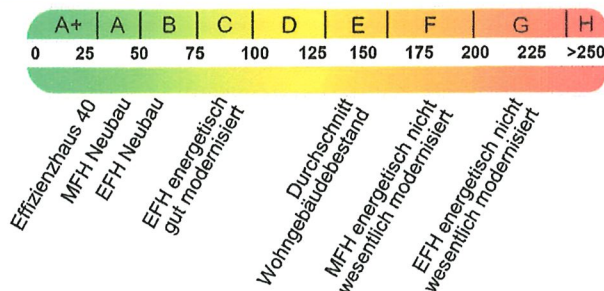 A+ A B C D E F G H
0 25 50 75 100 125 150 175 200 225 >250
Effizienzhaus 40
MFH Neubau
EFH Neubau
EFH energetisch
gut modernisiert
Durchschnitt
Wohngebäudebestand
MFH energetisch nicht
wesentlich modernisiert
EFH energetisch nicht
wesentlich modernisiert